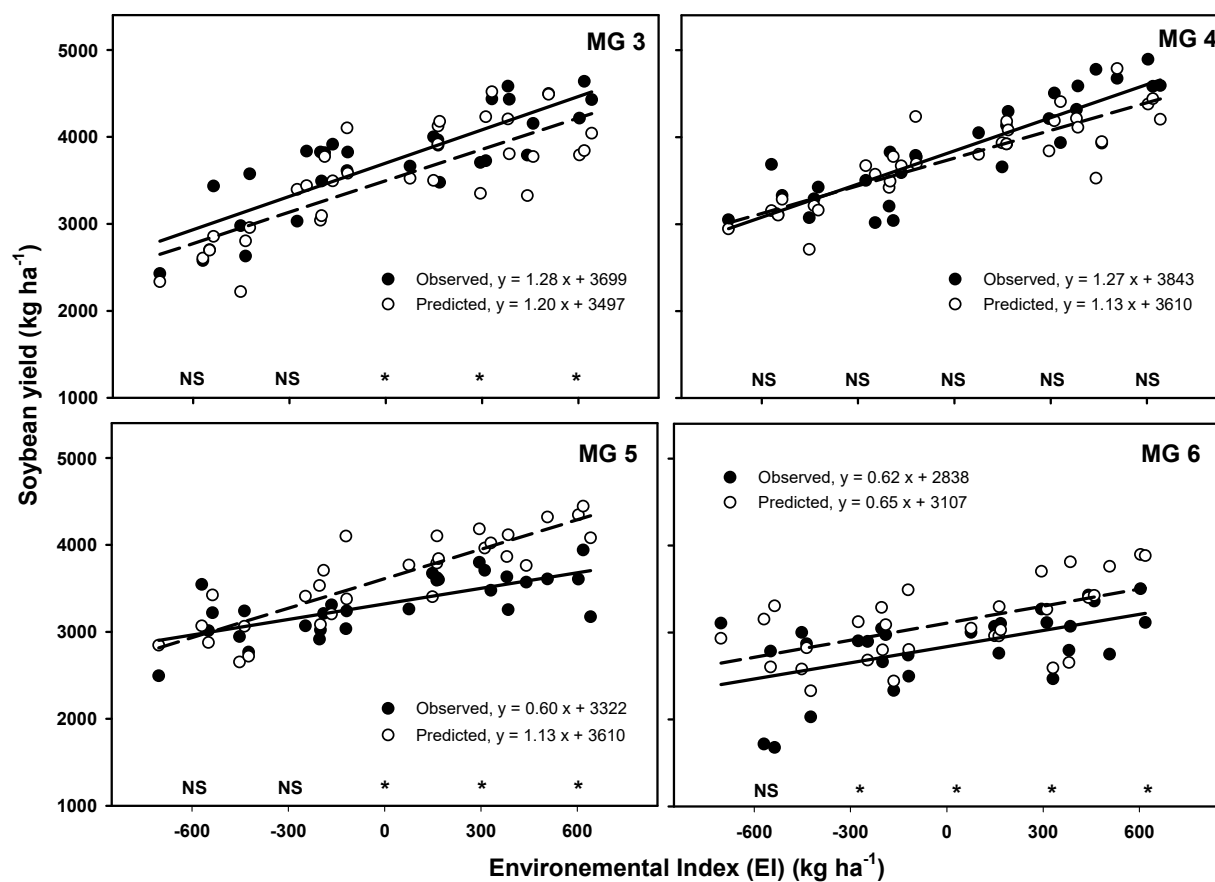 MG 3
5000
4000
3000
2000
1000
Observed, y = 1.28 x + 3699
Predicted, y = 1.20 x + 3497
NS NS * * *
MG 4
Observed, y = 1.27 x + 3843
Predicted, y = 1.13 x + 3610
NS NS NS NS NS
Soybean yield (kg ha-1)
MG 5
5000
4000
3000
2000
1000
Observed, y = 0.60 x + 3322
Predicted, y = 1.13 x + 3610
NS NS * * *
-600 -300 0 300 600
MG 6
Observed, y = 0.62 x + 2838
Predicted, y = 0.65 x + 3107
NS * * * *
-600 -300 0 300 600
Environemental Index (EI) (kg ha-1)